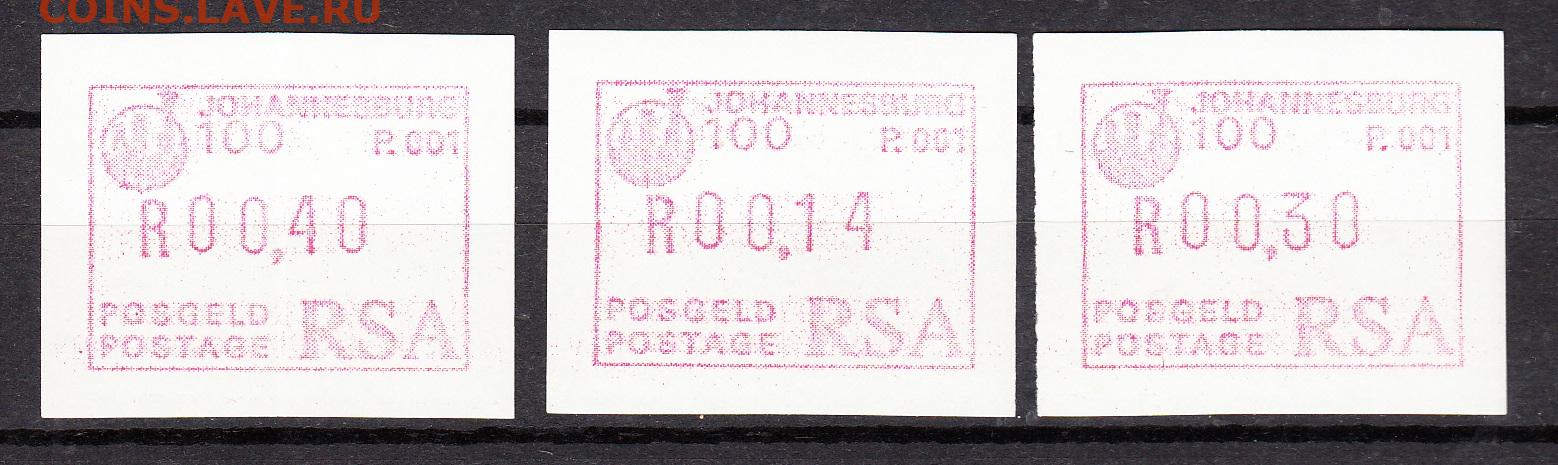 COINS.LAVE.RU
JOHANNESBURG
100 P.001
R00,40
POSGELD
POSTAGE RSA
JOHANNESBURG
100 P.001
R00,14
POSGELD
POSTAGE RSA
JOHANNESBURG
100 P.001
R00,30
POSGELD
POSTAGE RSA